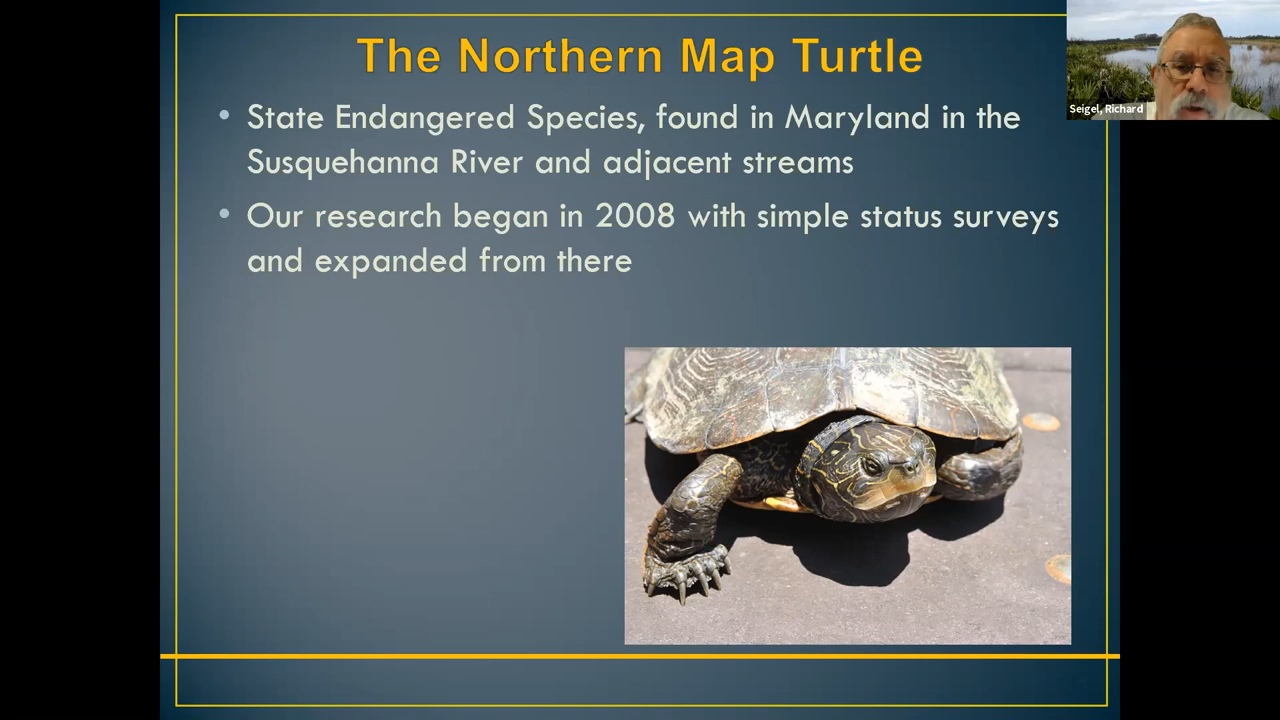 The Northern Map Turtle
Seigel, Richard
• State Endangered Species, found in Maryland in the
Susquehanna River and adjacent streams
• Our research began in 2008 with simple status surveys
and expanded from there